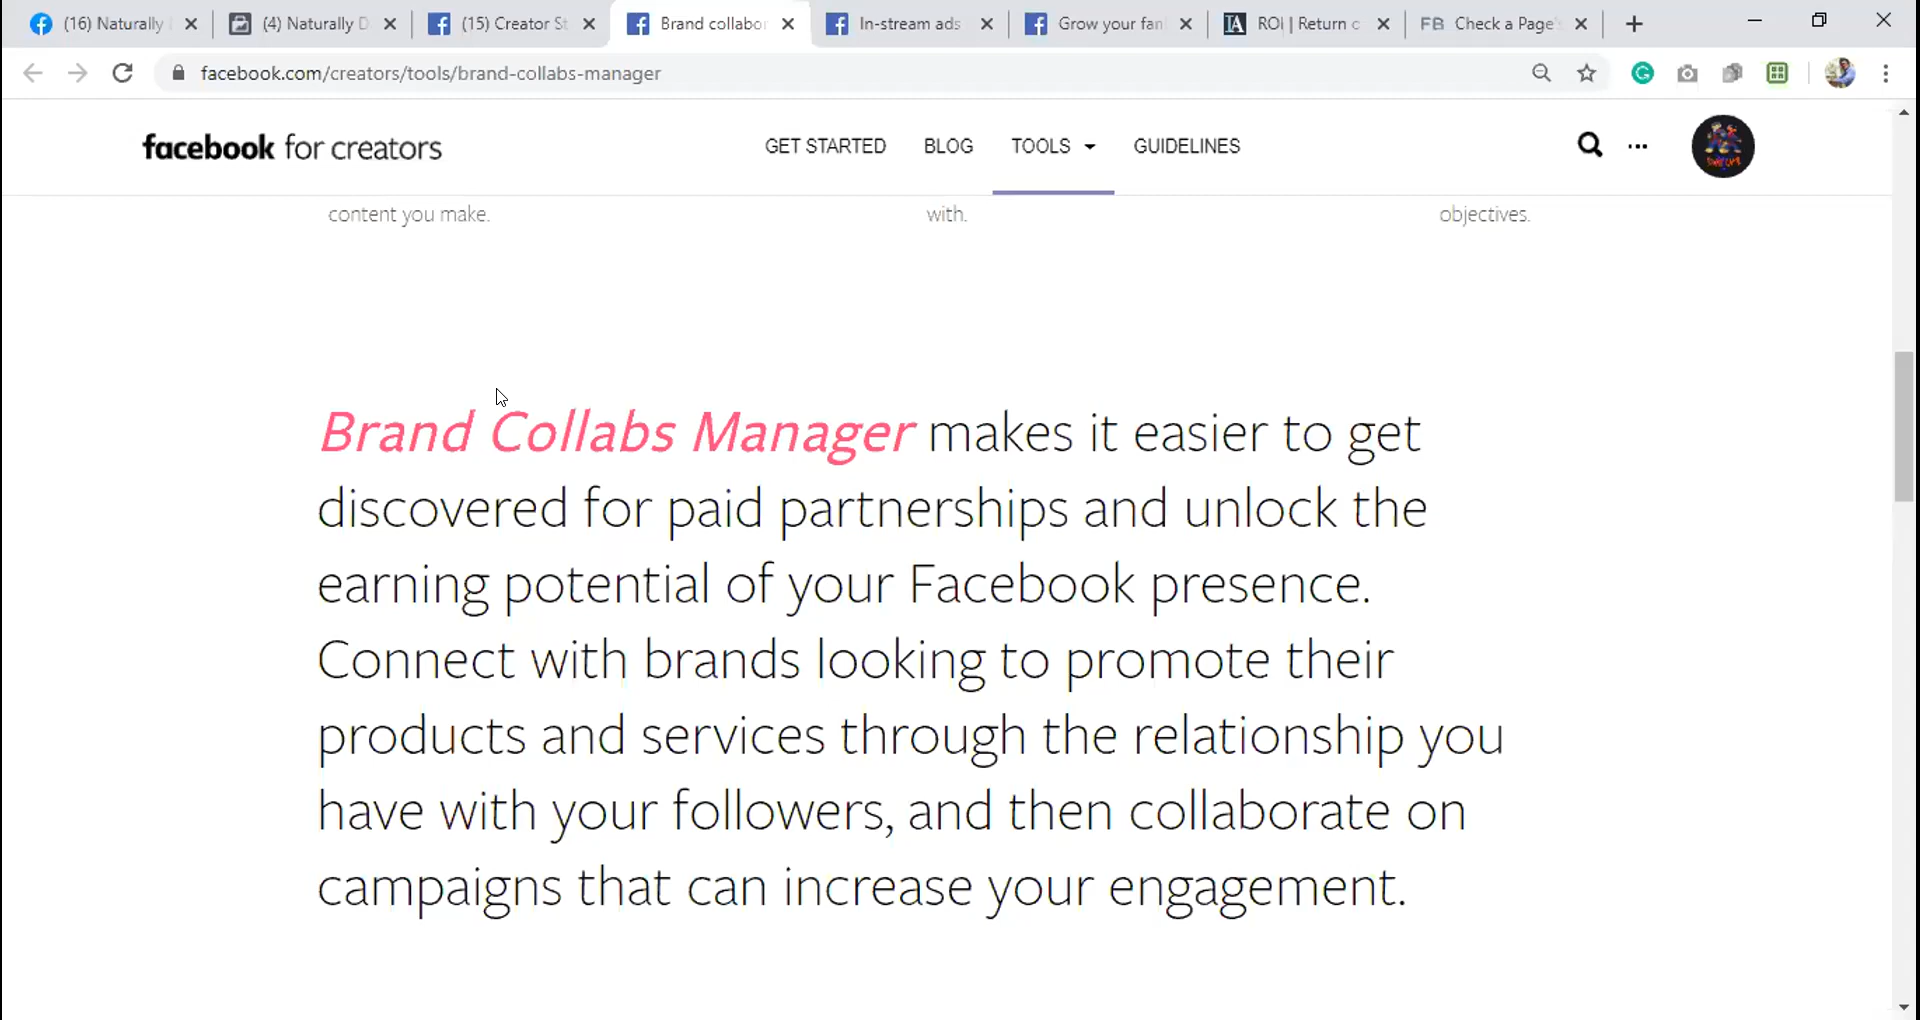 (16) Naturally
(4) Naturally D
(15) Creator St
Brand collabor
In-stream ads
Grow your fan
ROI | Return o
FB Check a Page's
facebook.com/creators/tools/brand-collabs-manager
facebook for creators
GET STARTED
BLOG
TOOLS
GUIDELINES
content you make.
with.
objectives.
Brand Collabs Manager makes it easier to get
discovered for paid partnerships and unlock the
earning potential of your Facebook presence.
Connect with brands looking to promote their
products and services through the relationship you
have with your followers, and then collaborate on
campaigns that can increase your engagement.